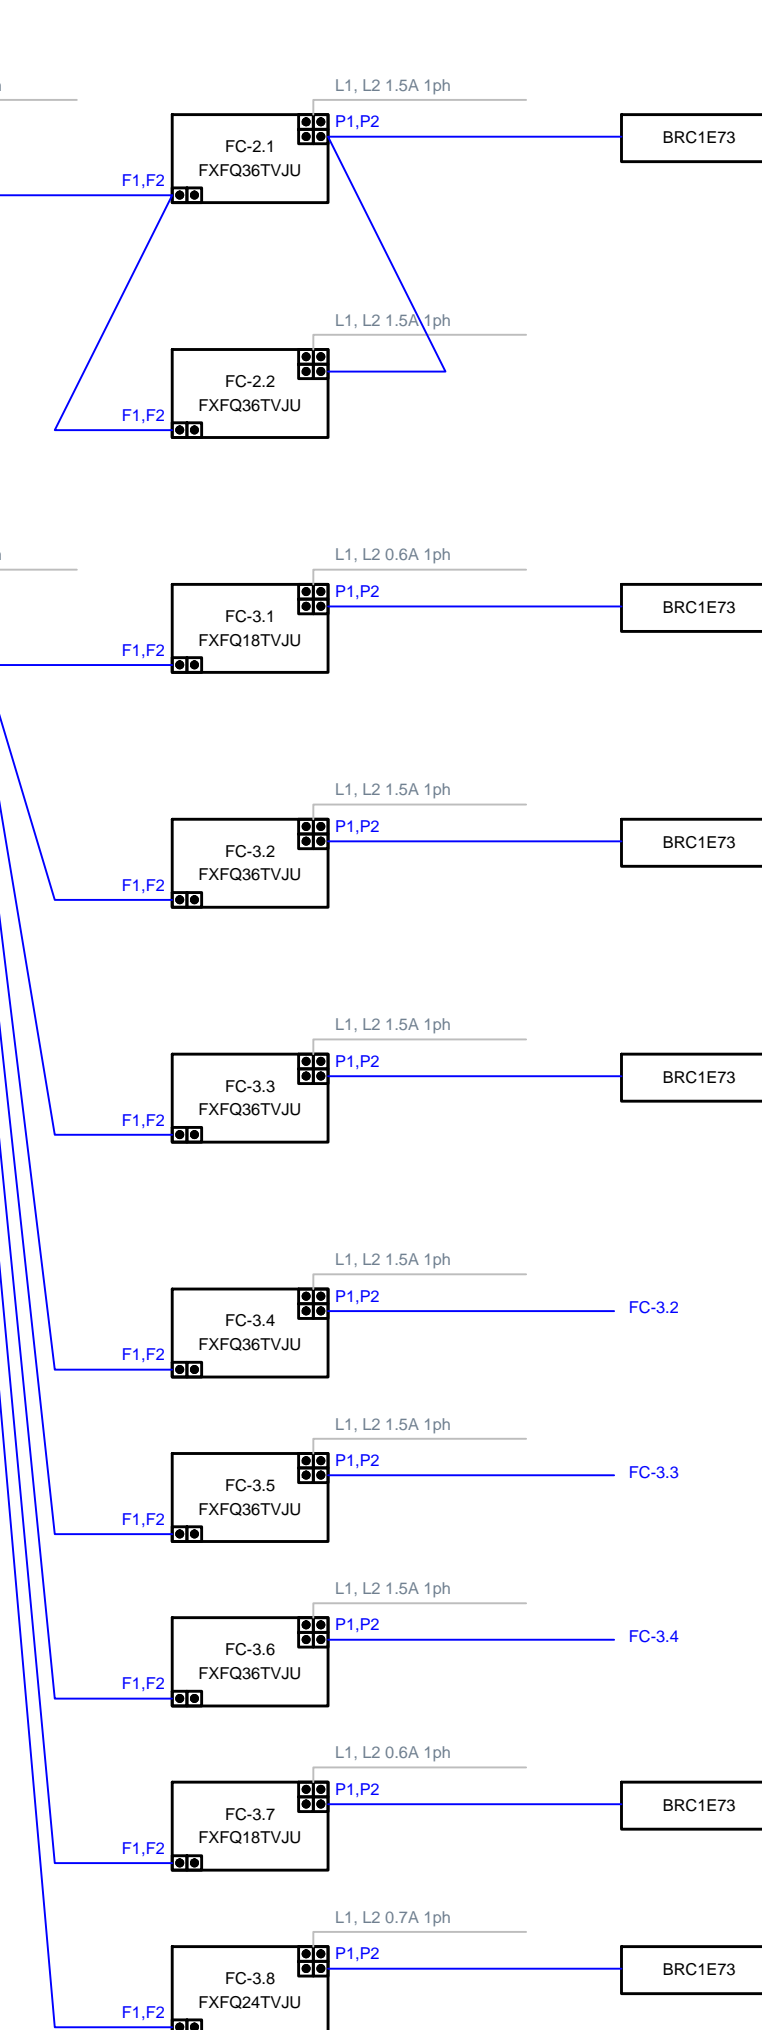 L1, L2 1.5A 1ph
P1,P2
FC-2.1
FXFQ36TVJU
BRC1E73
F1,F2
L1, L2 1.5A 1ph
FC-2.2
FXFQ36TVJU
F1,F2
L1, L2 0.6A 1ph
P1,P2
FC-3.1
FXFQ18TVJU
BRC1E73
F1,F2
L1, L2 1.5A 1ph
P1,P2
FC-3.2
FXFQ36TVJU
BRC1E73
F1,F2
L1, L2 1.5A 1ph
P1,P2
FC-3.3
FXFQ36TVJU
BRC1E73
F1,F2
L1, L2 1.5A 1ph
P1,P2
FC-3.2
FC-3.4
FXFQ36TVJU
F1,F2
L1, L2 1.5A 1ph
P1,P2
FC-3.3
FC-3.5
FXFQ36TVJU
F1,F2
L1, L2 1.5A 1ph
P1,P2
FC-3.4
FC-3.6
FXFQ36TVJU
F1,F2
L1, L2 0.6A 1ph
P1,P2
FC-3.7
FXFQ18TVJU
BRC1E73
F1,F2
L1, L2 0.7A 1ph
P1,P2
FC-3.8
FXFQ24TVJU
BRC1E73
F1,F2